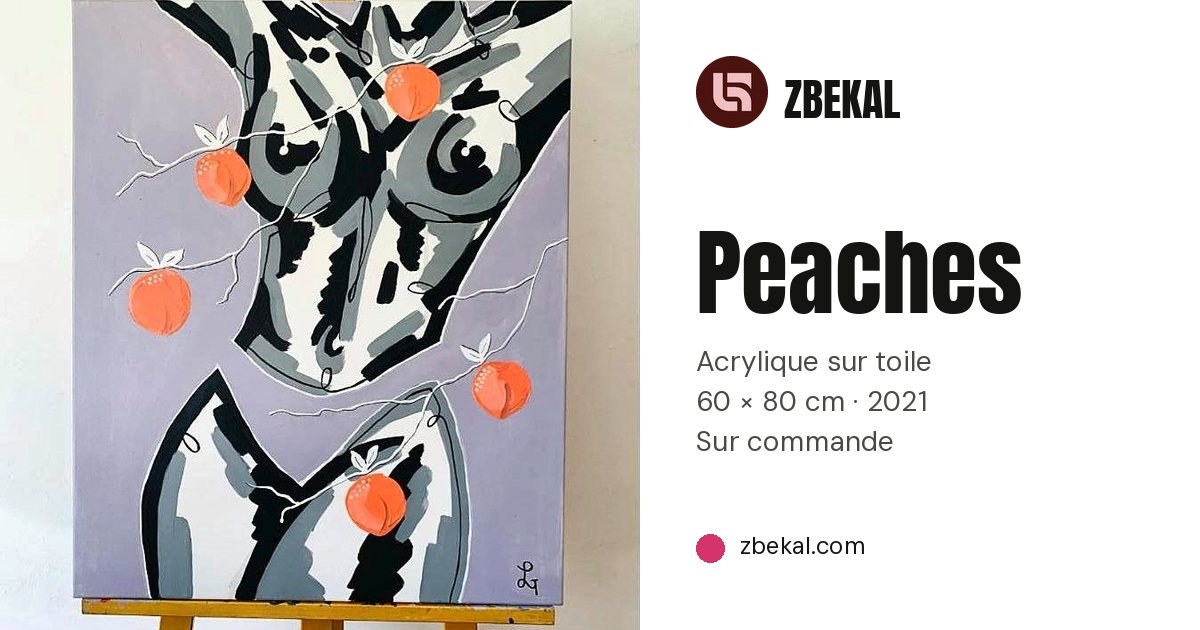 ZBEKAL
Peaches
Acrylique sur toile
60 × 80 cm · 2021
Sur commande
zbekal.com